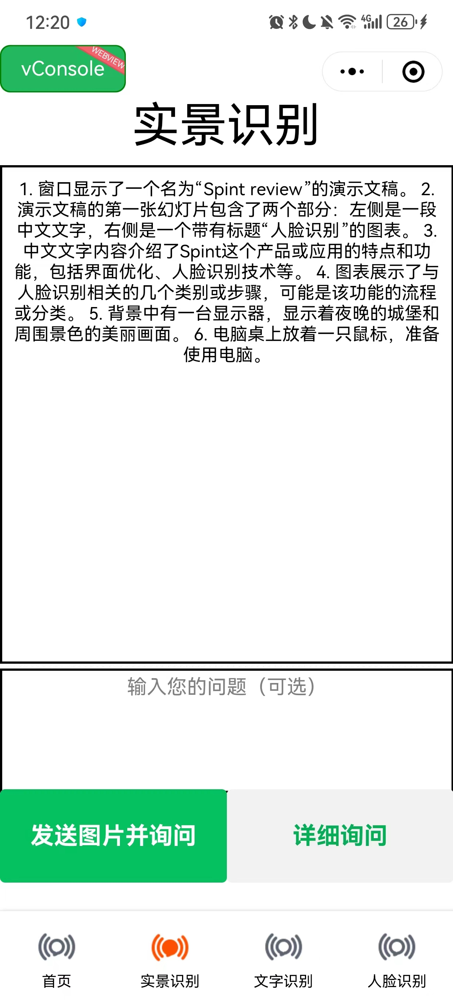 12:20
4G
26
vConsole
WEBVIEW
实景识别
1. 窗口显示了一个名为“Spint review”的演示文稿。 2.
演示文稿的第一张幻灯片包含了两个部分：左侧是一段
中文文字，右侧是一个带有标题“人脸识别”的图表。 3.
中文文字内容介绍了Spint这个产品或应用的特点和功
能，包括界面优化、人脸识别技术等。 4. 图表展示了与
人脸识别相关的几个类别或步骤，可能是该功能的流程
或分类。 5. 背景中有一台显示器，显示着夜晚的城堡和
周围景色的美丽画面。 6. 电脑桌上放着一只鼠标，准备
使用电脑。
输入您的问题（可选）
发送图片并询问
详细询问
首页
实景识别
文字识别
人脸识别